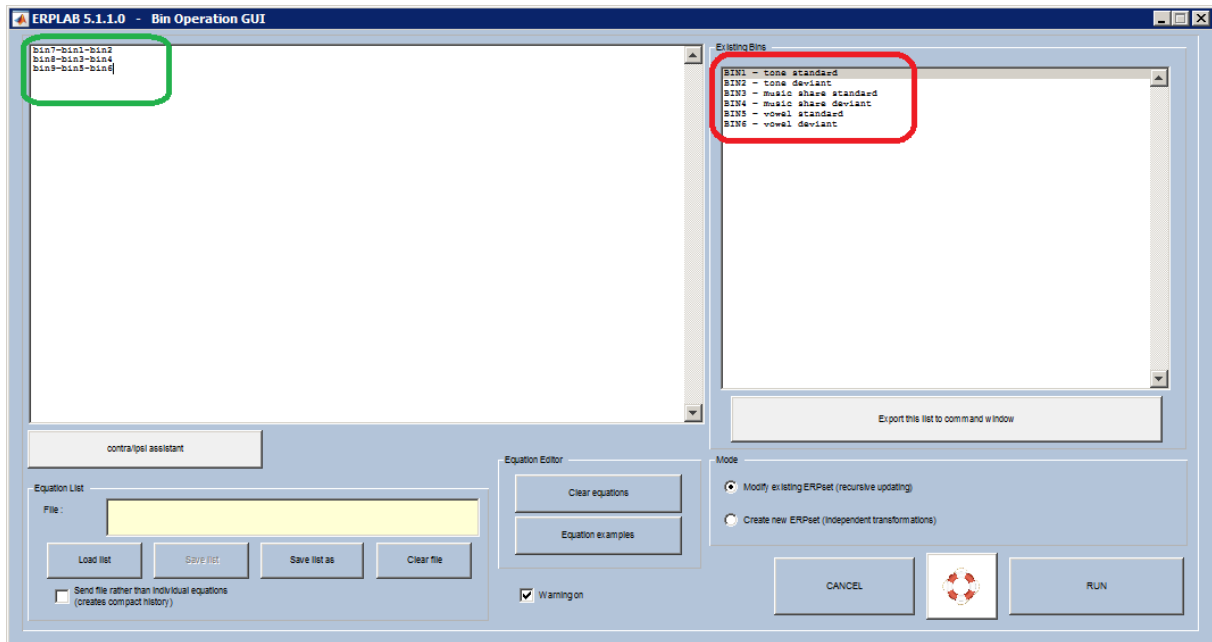 ERPLAB 5.1.1.0 - Bin Operation GUI
bin7-bin1-bin2
bin8-bin3-bin4
bin9-bin5-bin6
Existing Bins
BIN1 - tone standard
BIN2 - tone deviant
BIN3 - music share standard
BIN4 - music share deviant
BIN5 - vowel standard
BIN6 - vowel deviant
Export this list to command window
contra/ipsi assistant
Equation List
File :
Load list
Save list
Save list as
Clear file
Send file rather than individual equations
(creates compact history)
Equation Editor
Clear equations
Equation examples
Warning on
Mode
Modify existing ERPset (recursive updating)
Create new ERPset (independent transformations)
CANCEL
RUN